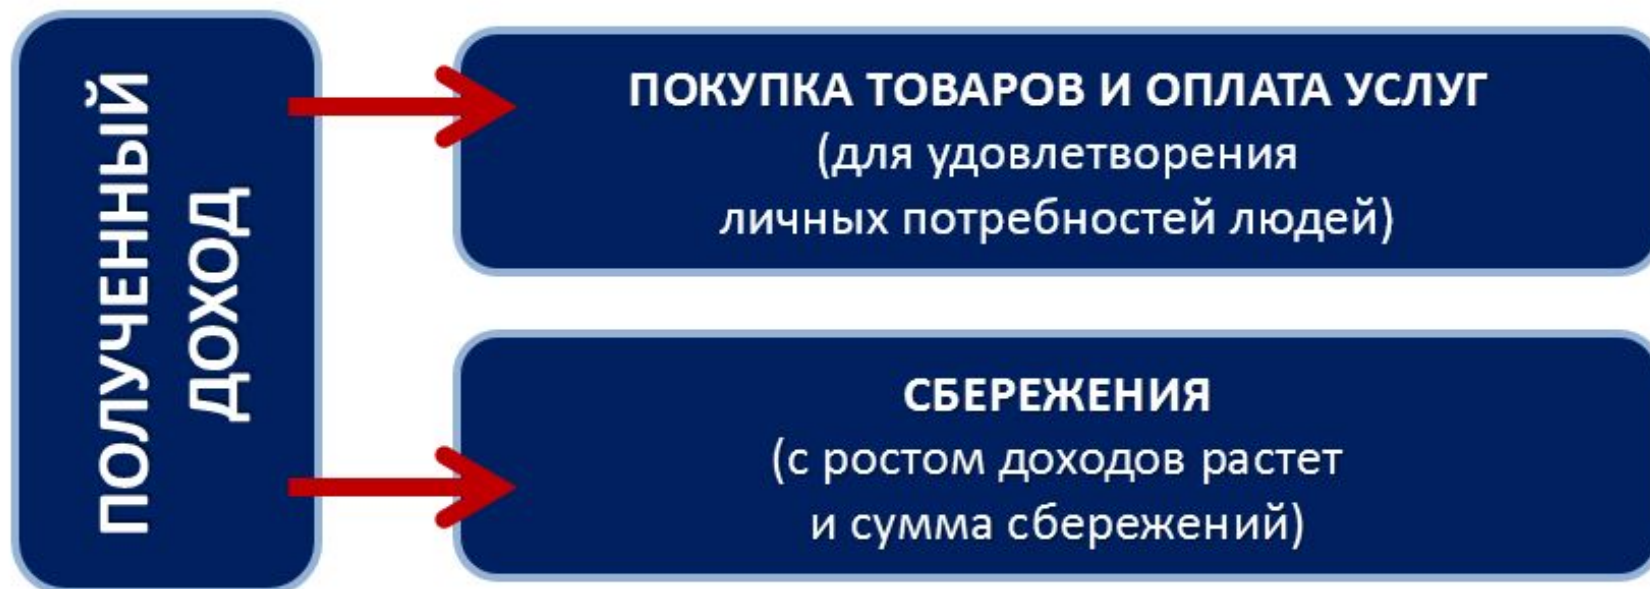 ПОЛУЧЕННЫЙ
ДОХОД
ПОКУПКА ТОВАРОВ И ОПЛАТА УСЛУГ
(для удовлетворения
личных потребностей людей)
СБЕРЕЖЕНИЯ
(с ростом доходов растет
и сумма сбережений)